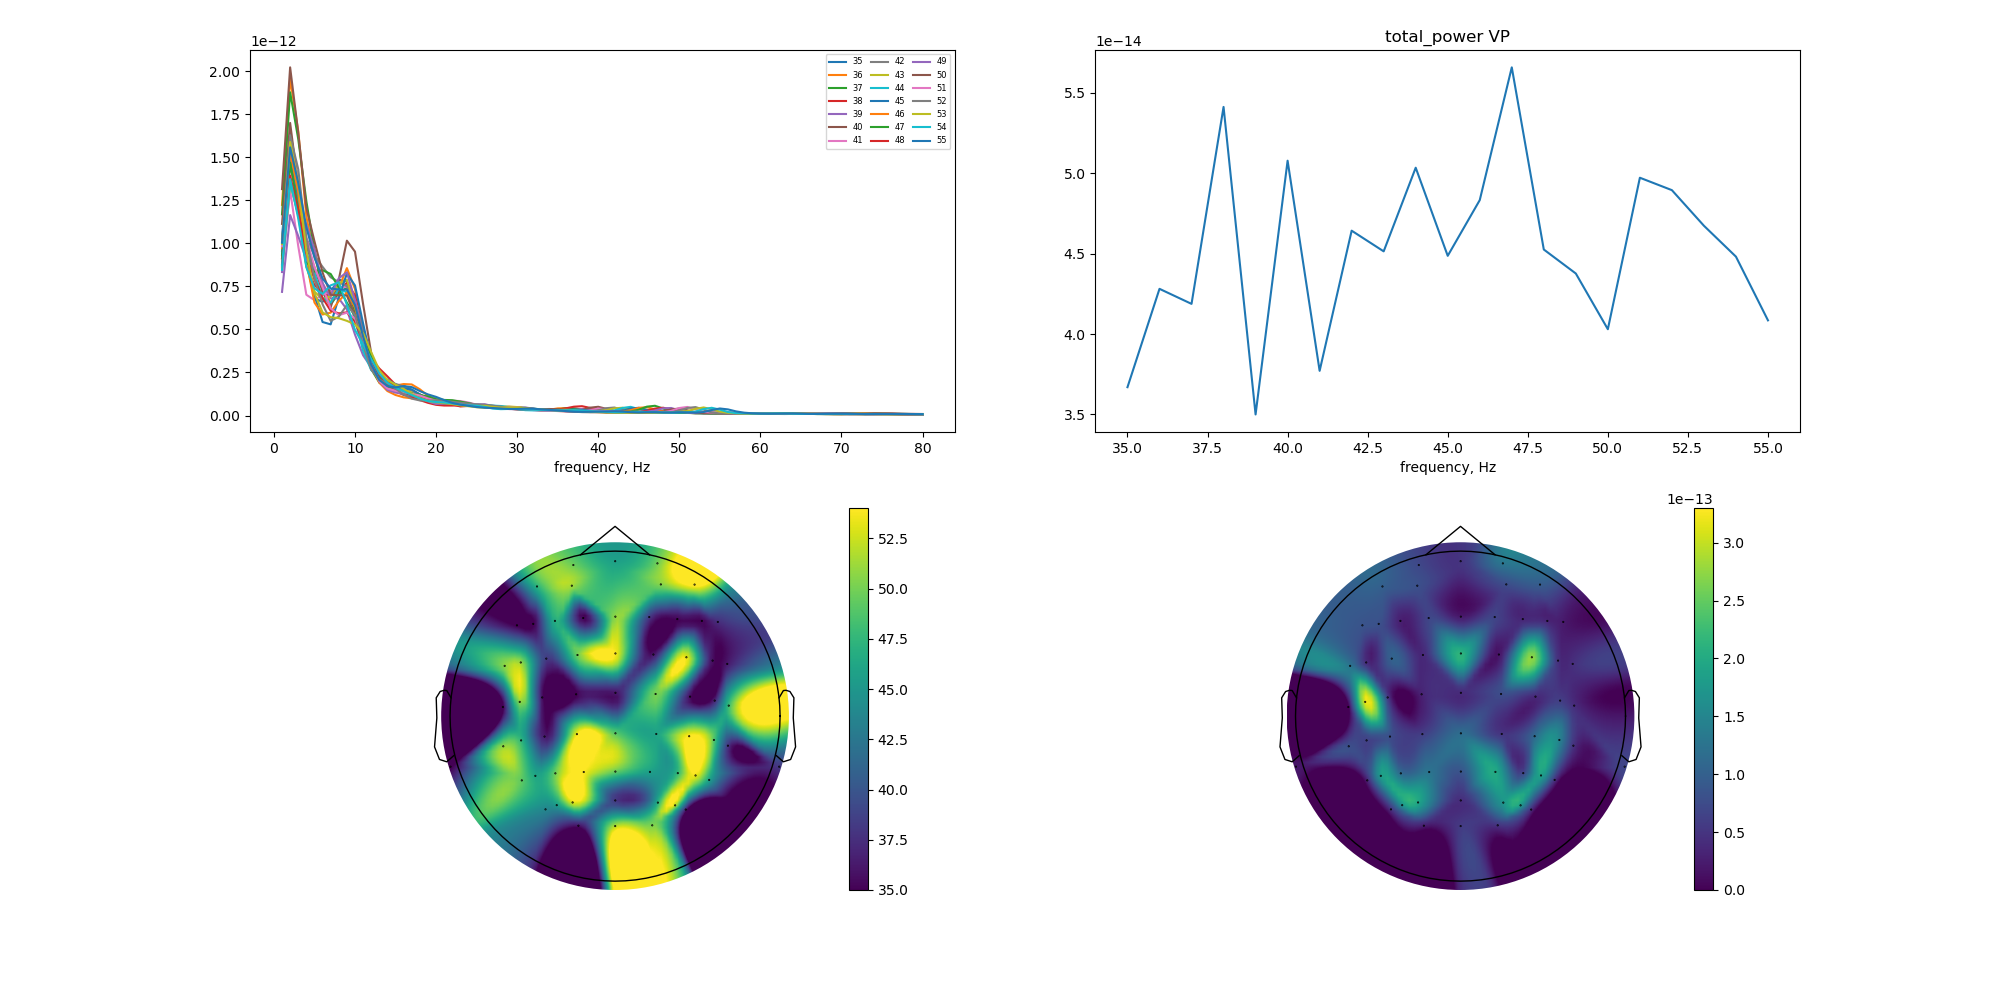 1e−12
2.00
1.75
1.50
1.25
1.00
0.75
0.50
0.25
0.00
0 10 20 30 40 50 60 70 80
frequency, Hz
35 42 49
36 43 50
37 44 51
38 45 52
39 46 53
40 47 54
41 48 55
total_power VP
1e−14
5.5
5.0
4.5
4.0
3.5
35.0 37.5 40.0 42.5 45.0 47.5 50.0 52.5 55.0
frequency, Hz
52.5
50.0
47.5
45.0
42.5
40.0
37.5
35.0
1e−13
3.0
2.5
2.0
1.5
1.0
0.5
0.0